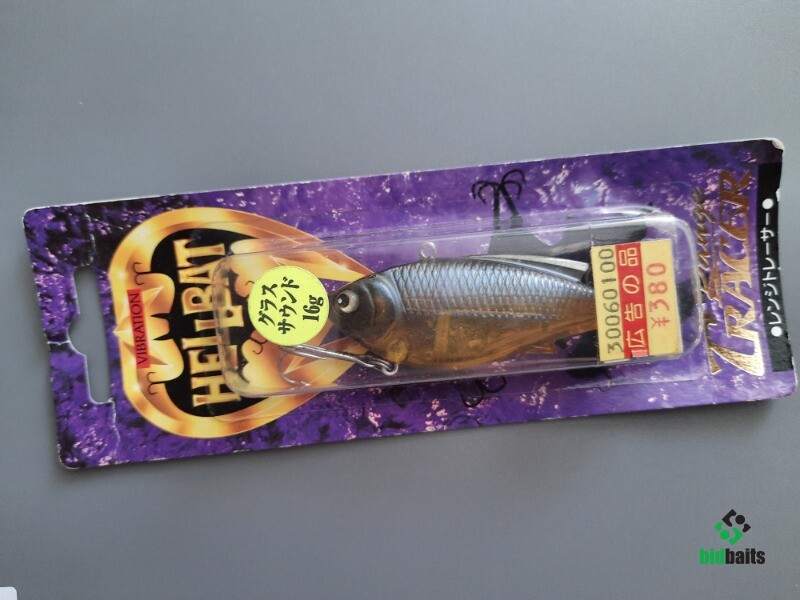 VIBRATION
HELLBAT
グラス
サウンド
16g
30060100
広告の品
¥380
Range
TRACER
●レンジトレーサー●
bidbaits